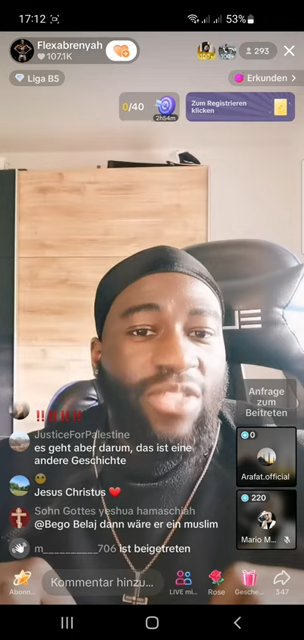 17:12
53%
Flexabrenyah
107.1K
293
Liga B5
Erkunden >
0/40
2h54m
Zum Registrieren
klicken
Anfrage
zum
Beitreten
0
Arafat.official
220
Mario M...
JusticeForPalestine
es geht aber darum, das ist eine
andere Geschichte
Jesus Christus ❤️
Sohn Gottes yeshua hamaschiah
@Bego Belaj dann wäre er ein muslim
m__________706 ist beigetreten
Abonn...
Kommentar hinzu...
LIVE mi...
Rose
Gesche...
347